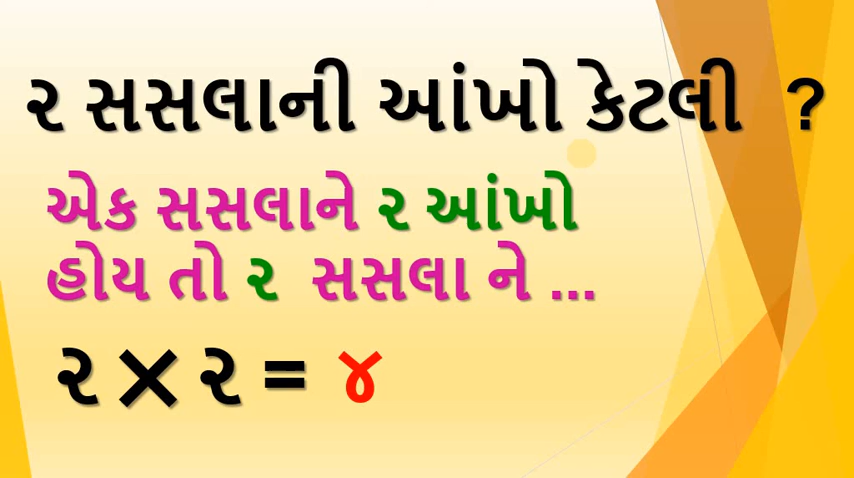 ૨ સસલાની આંખો કેટલી ?
એક સસલાને ૨ આંખો
હોય તો ૨ સસલા ને ...
૨ × ૨ = ૪